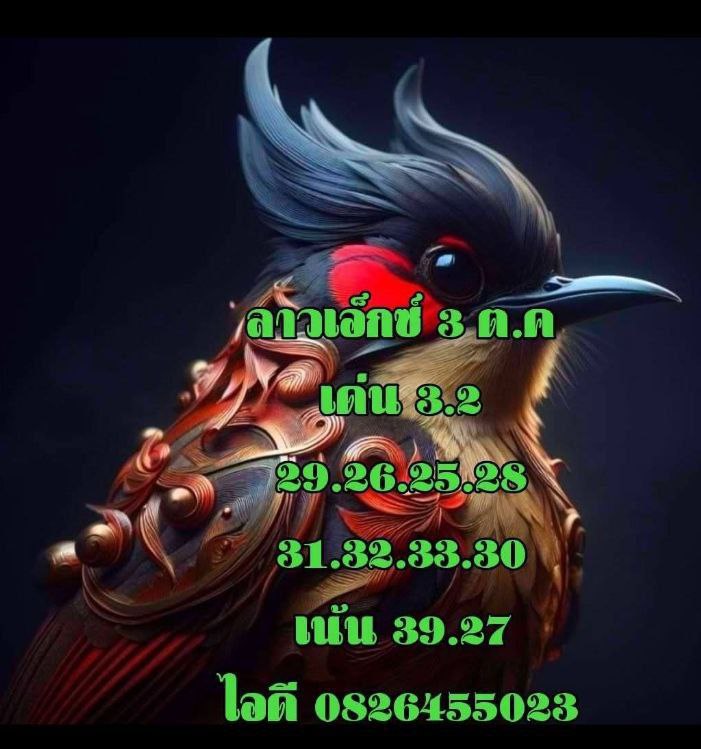 ลาวเอ็กซ์ 3 ต.ค
เด่น 3.2
29.26.25.28
31.32.33.30
เน้น 39.27
ไอดี 0826455023